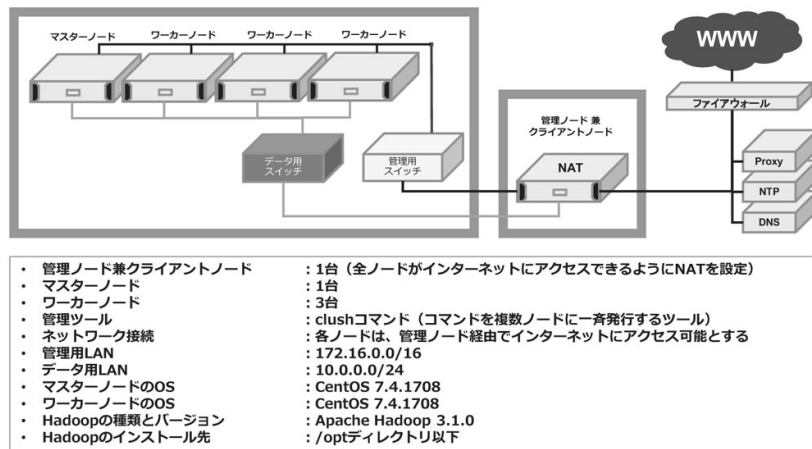 マスターノード ワーカーノード ワーカーノード ワーカーノード
WWW
ファイアウォール
管理ノード 兼
クライアントノード
データ用
スイッチ
管理用
スイッチ
NAT
Proxy
NTP
DNS
・ 管理ノード兼クライアントノード : 1台（全ノードがインターネットにアクセスできるようにNATを設定）
・ マスターノード : 1台
・ ワーカーノード : 3台
・ 管理ツール : clushコマンド（コマンドを複数ノードに一斉発行するツール）
・ ネットワーク接続 : 各ノードは、管理ノード経由でインターネットにアクセス可能とする
・ 管理用LAN : 172.16.0.0/16
・ データ用LAN : 10.0.0.0/24
・ マスターノードのOS : CentOS 7.4.1708
・ ワーカーノードのOS : CentOS 7.4.1708
・ Hadoopの種類とバージョン : Apache Hadoop 3.1.0
・ Hadoopのインストール先 : /optディレクトリ以下